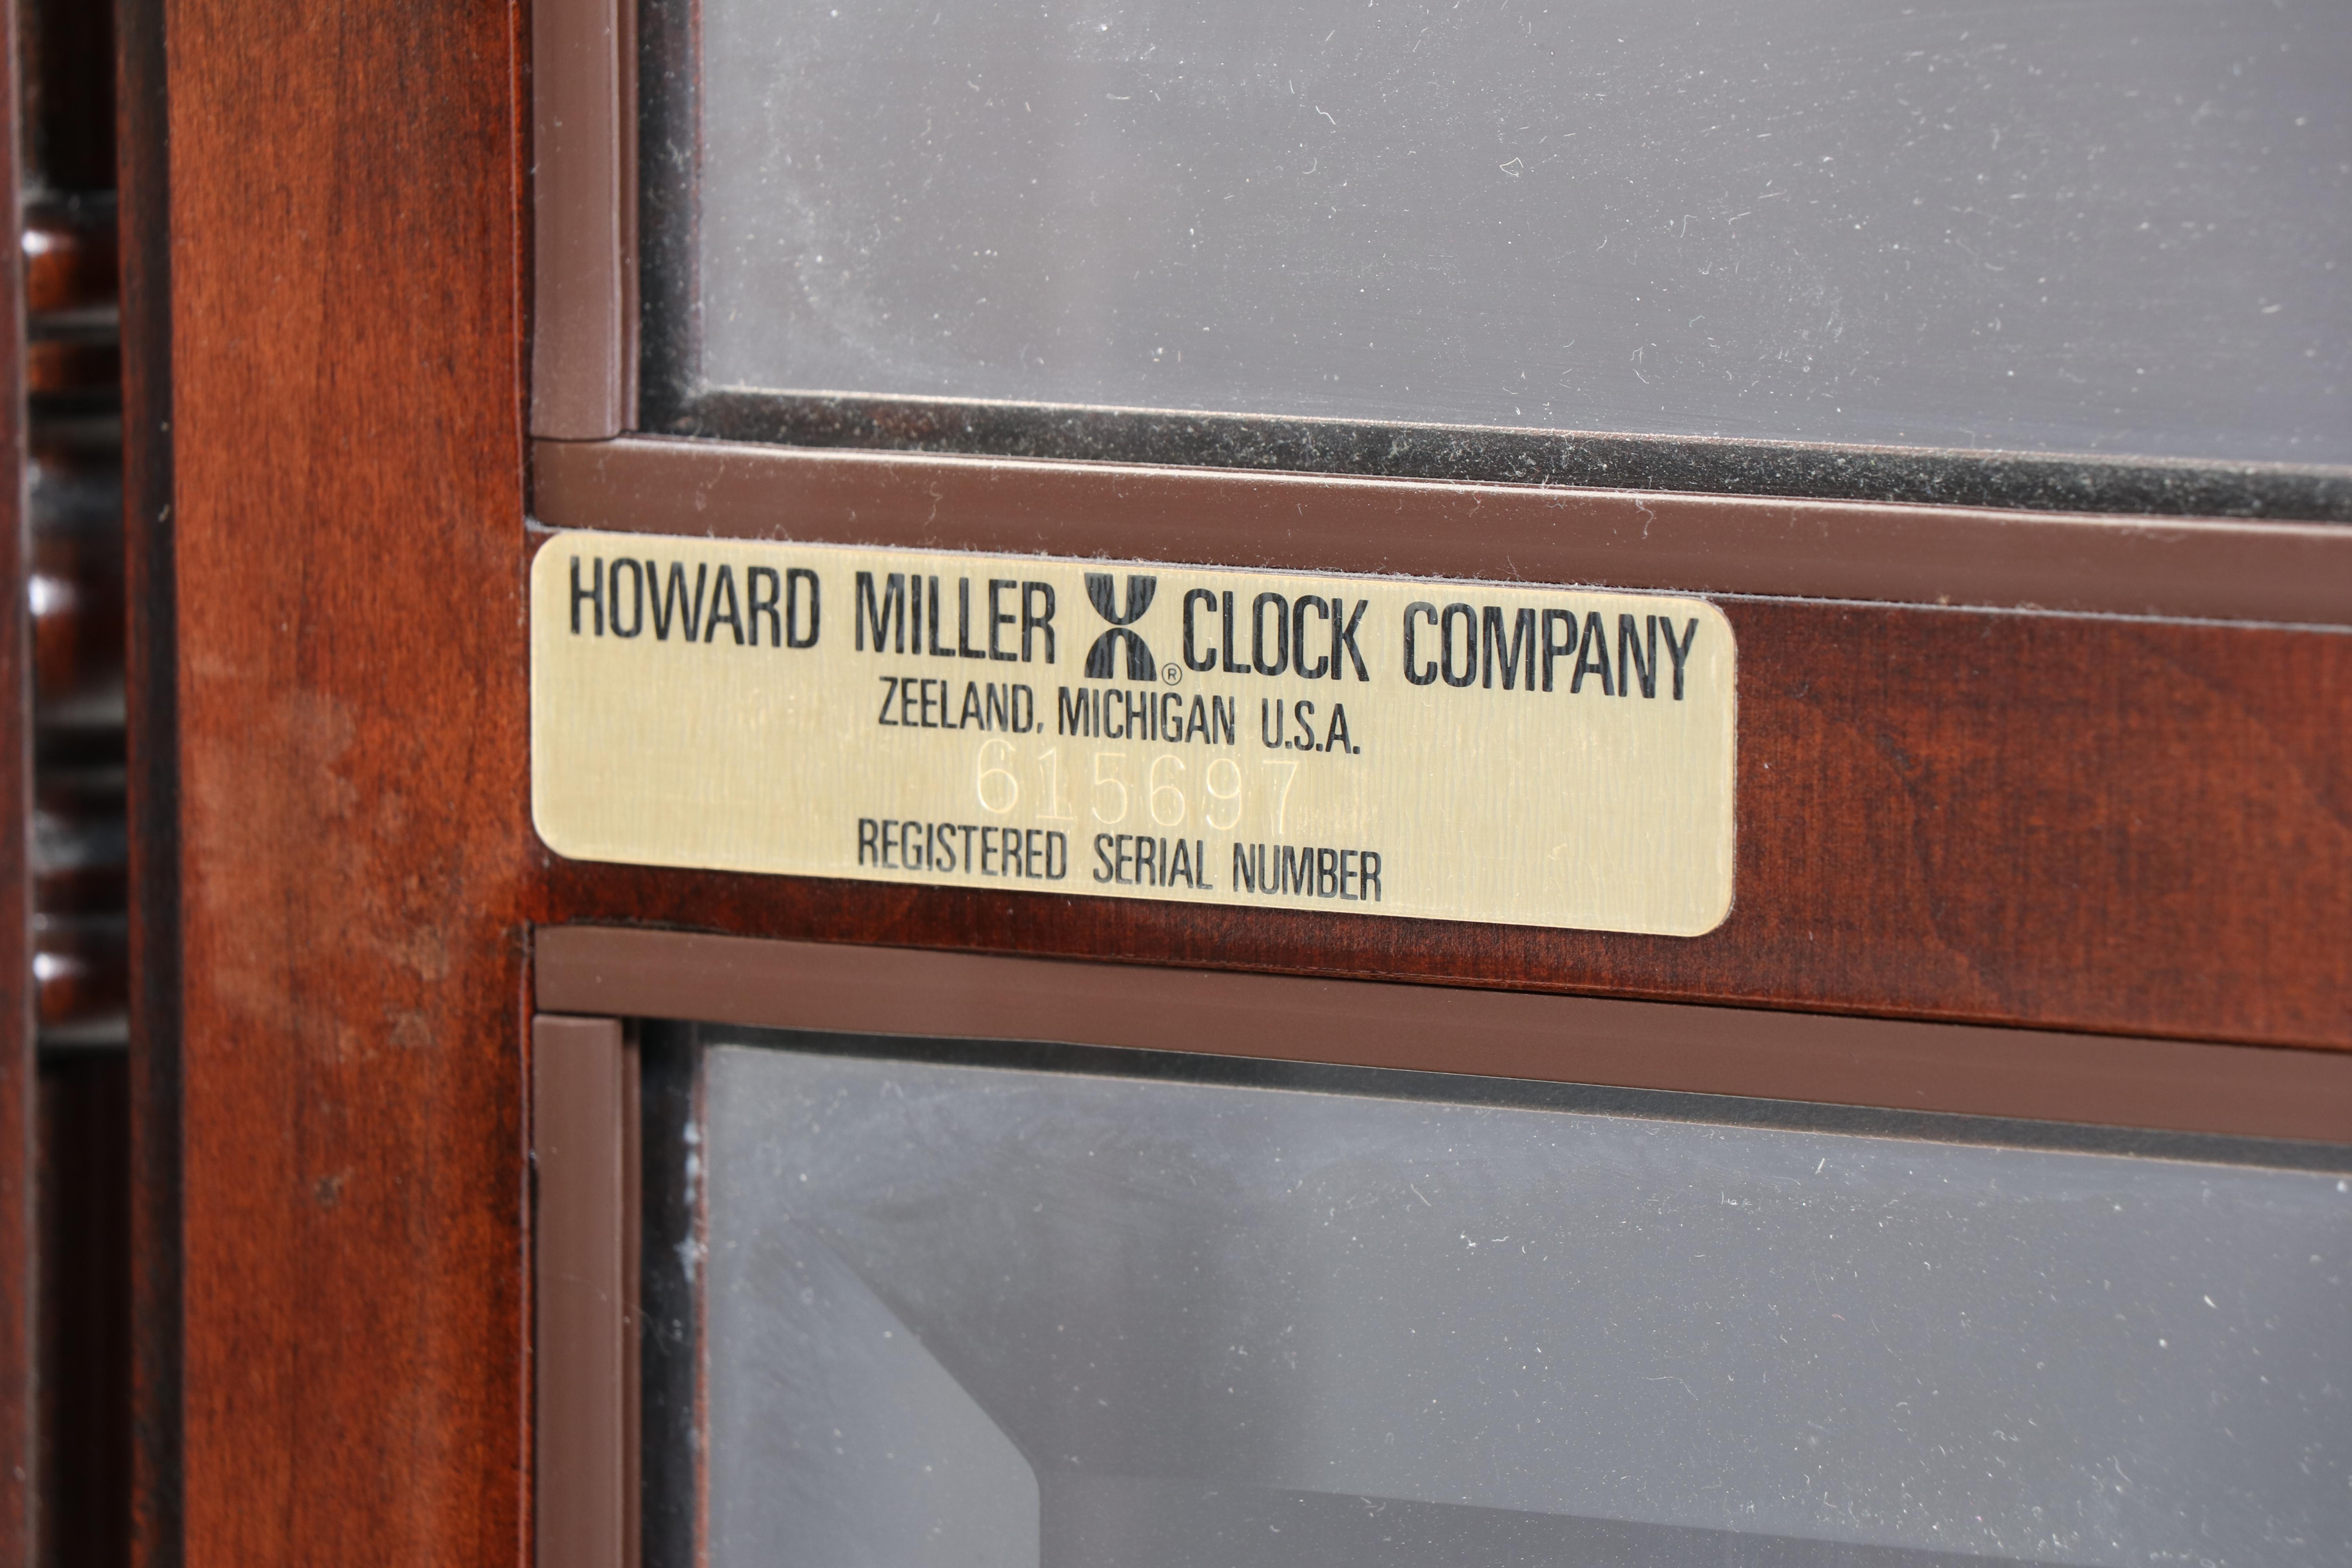 HOWARD MILLER ® CLOCK COMPANY
ZEELAND, MICHIGAN U.S.A.
615697
REGISTERED SERIAL NUMBER